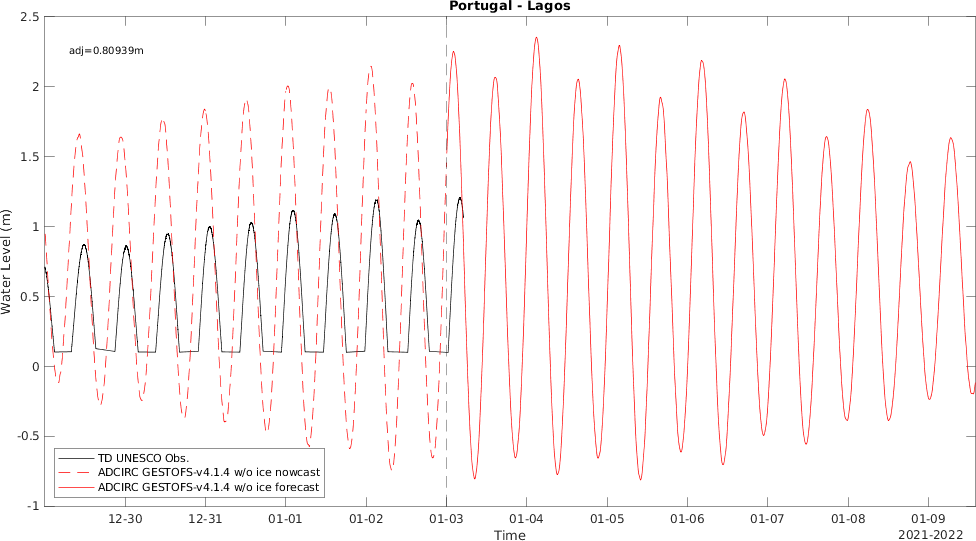 Portugal - Lagos
2.5
adj=0.80939m
2
1.5
1
0.5
0
-0.5
-1
Water Level (m)
TD UNESCO Obs.
ADCIRC GESTOFS-v4.1.4 w/o ice nowcast
ADCIRC GESTOFS-v4.1.4 w/o ice forecast
12-30 12-31 01-01 01-02 01-03 01-04 01-05 01-06 01-07 01-08 01-09
Time
2021-2022